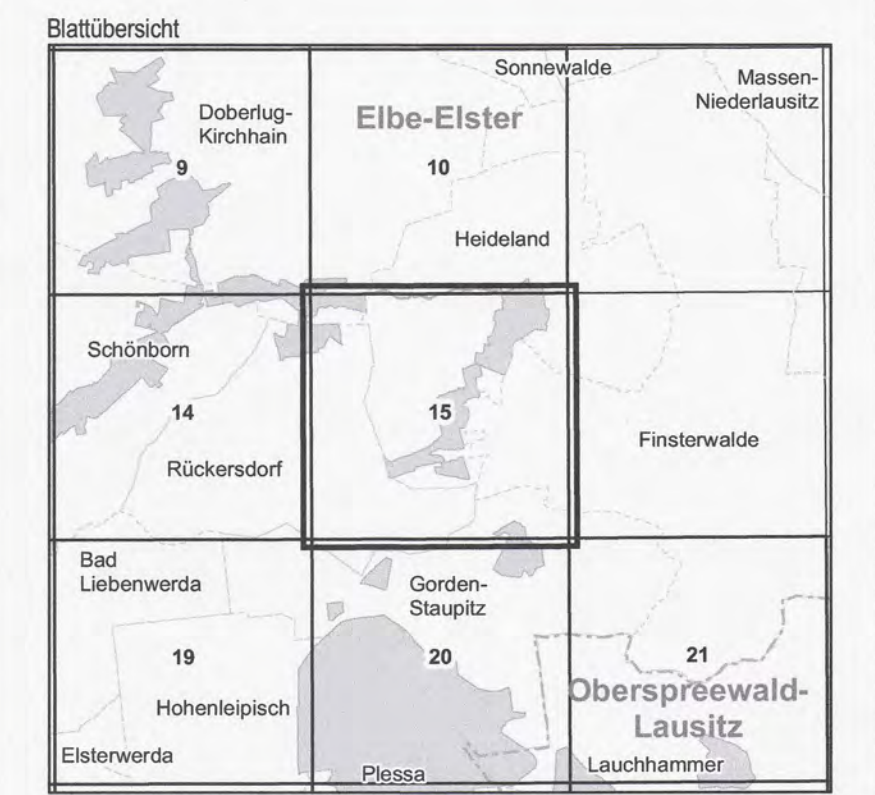 Blattübersicht
Sonnewalde
Massen-
Niederlausitz
Doberlug-
Kirchhain
Elbe-Elster
9
10
Heideland
Schönborn
14
15
Finsterwalde
Rückersdorf
Bad
Liebenwerda
Gorden-
Staupitz
19
20
21
Hohenleipisch
Oberspreewald-
Lausitz
Elsterwerda
Plessa
Lauchhammer